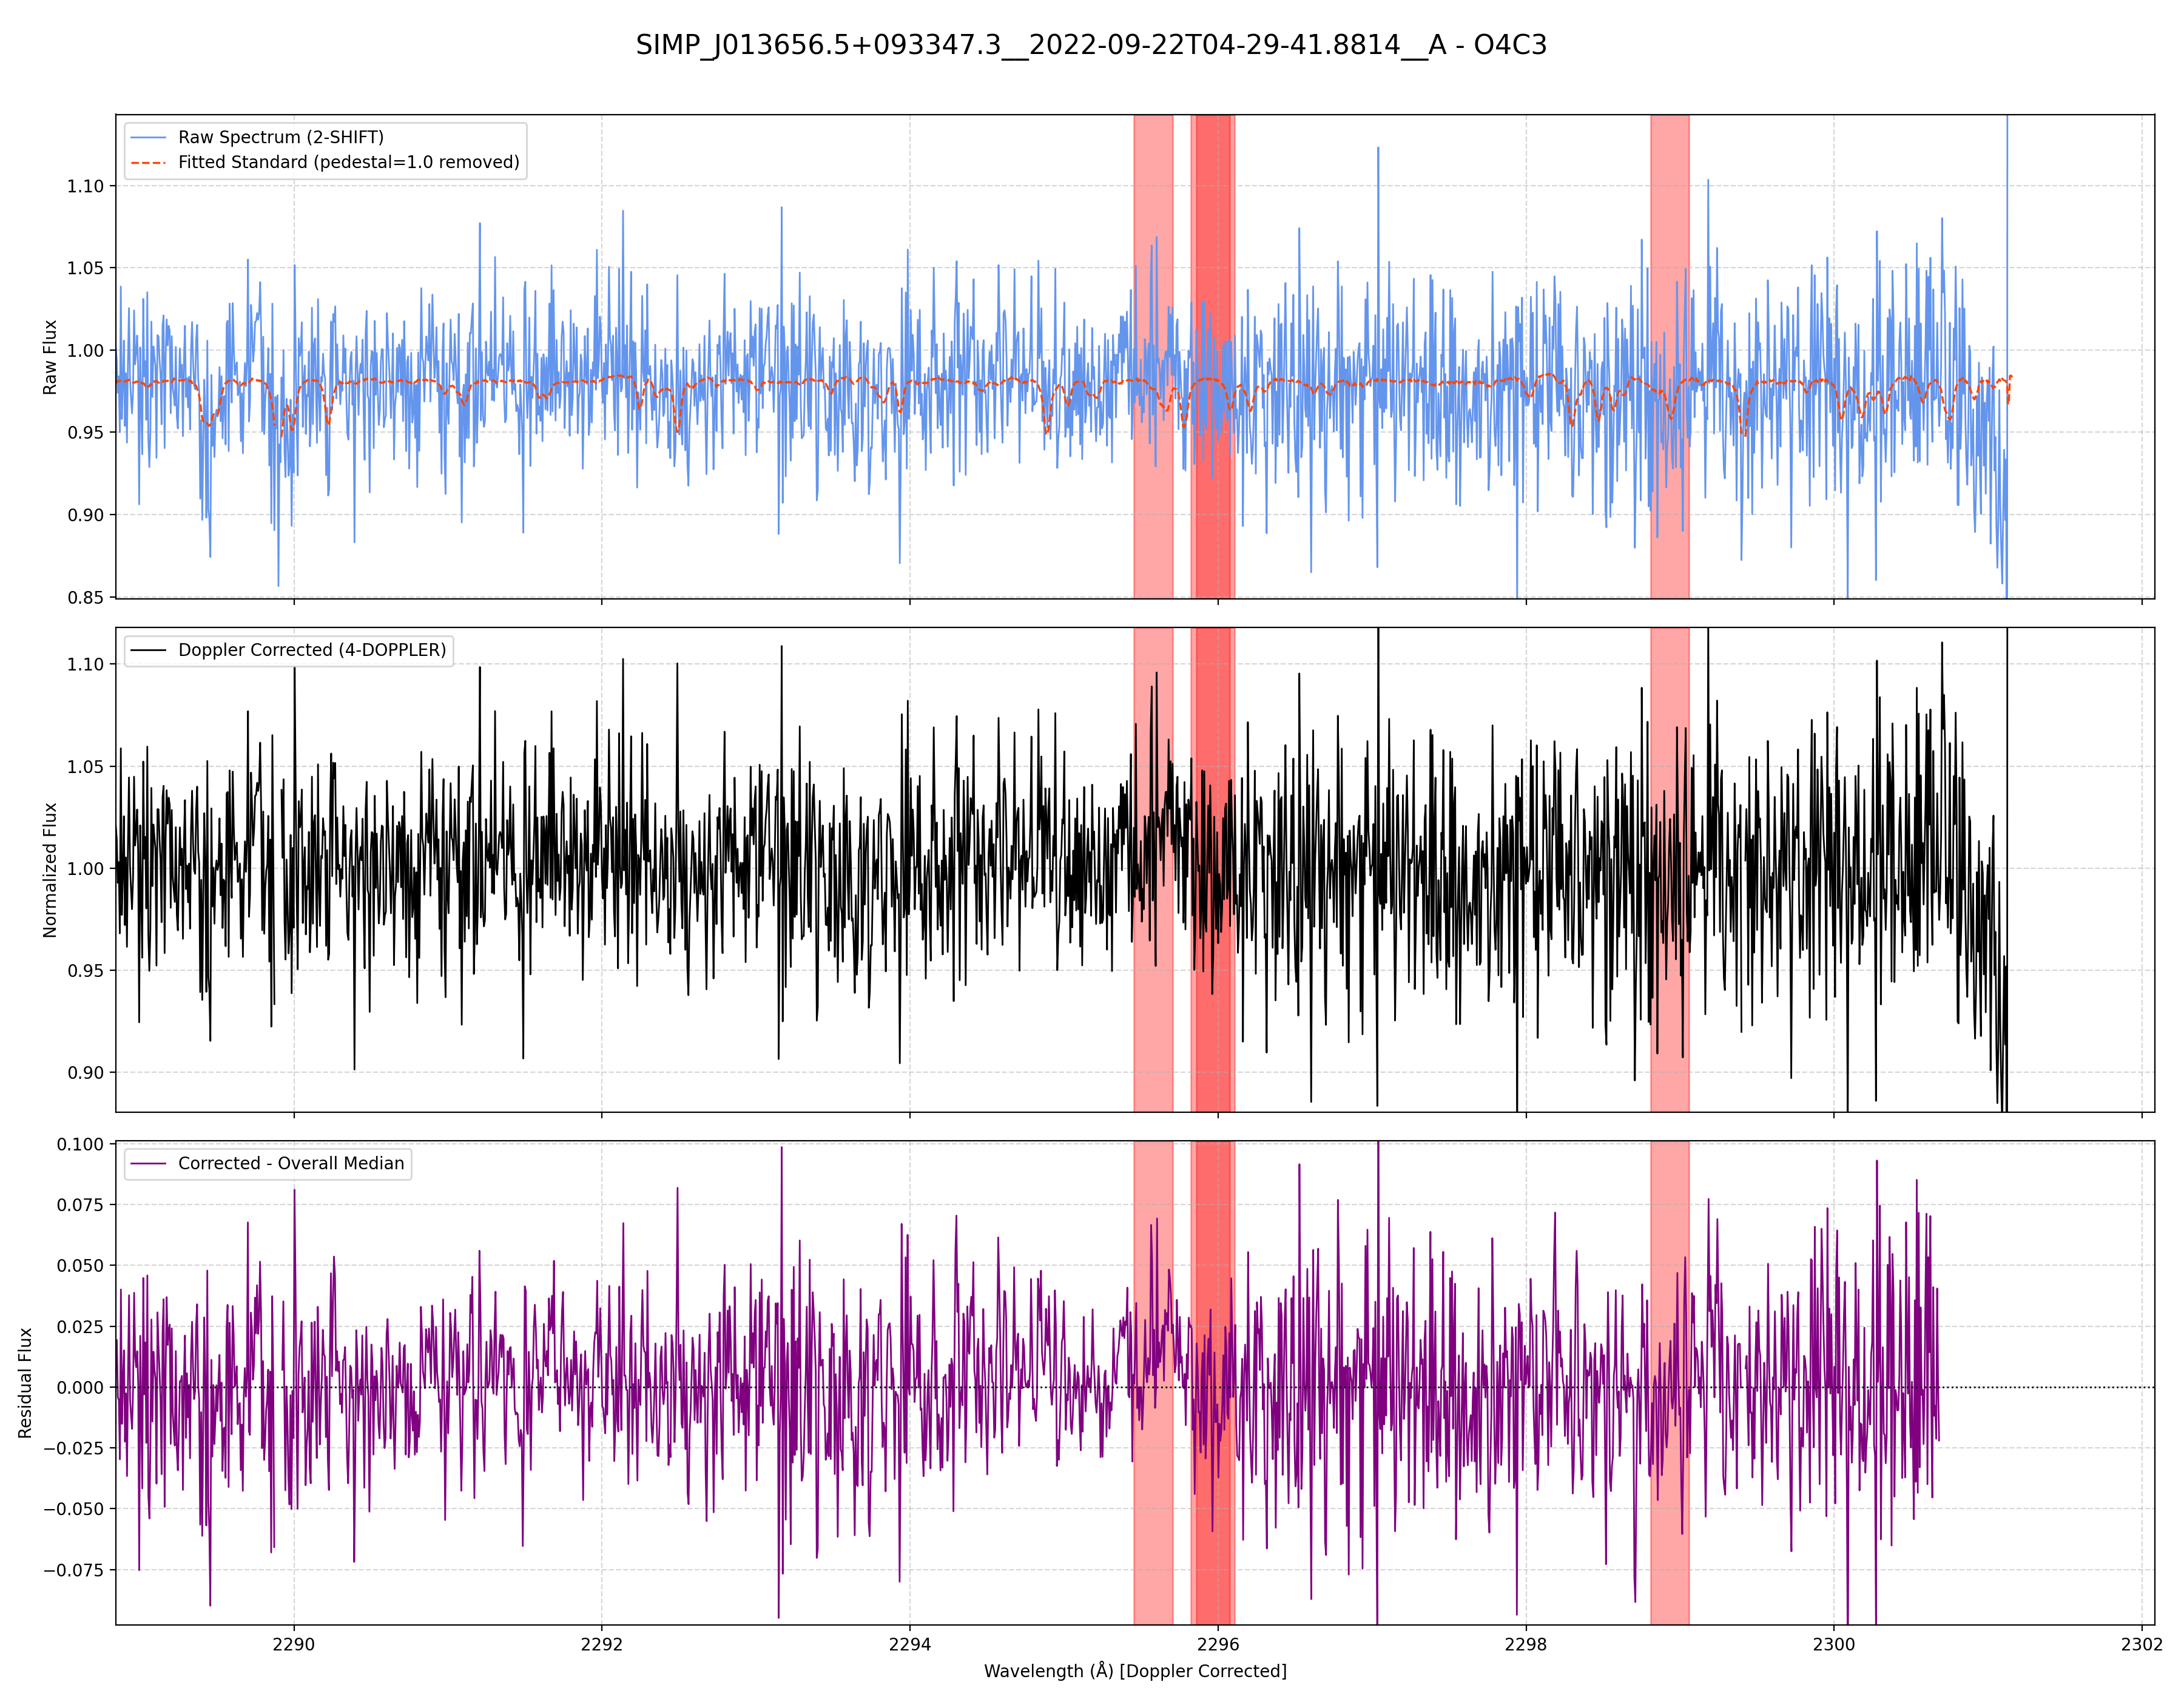 SIMP_J013656.5+093347.3__2022-09-22T04-29-41.8814__A - O4C3
Raw Spectrum (2-SHIFT)
Fitted Standard (pedestal=1.0 removed)
Raw Flux
1.10
1.05
1.00
0.95
0.90
0.85
Doppler Corrected (4-DOPPLER)
Normalized Flux
1.10
1.05
1.00
0.95
0.90
Corrected - Overall Median
Residual Flux
0.100
0.075
0.050
0.025
0.000
−0.025
−0.050
−0.075
2290 2292 2294 2296 2298 2300 2302
Wavelength (Å) [Doppler Corrected]